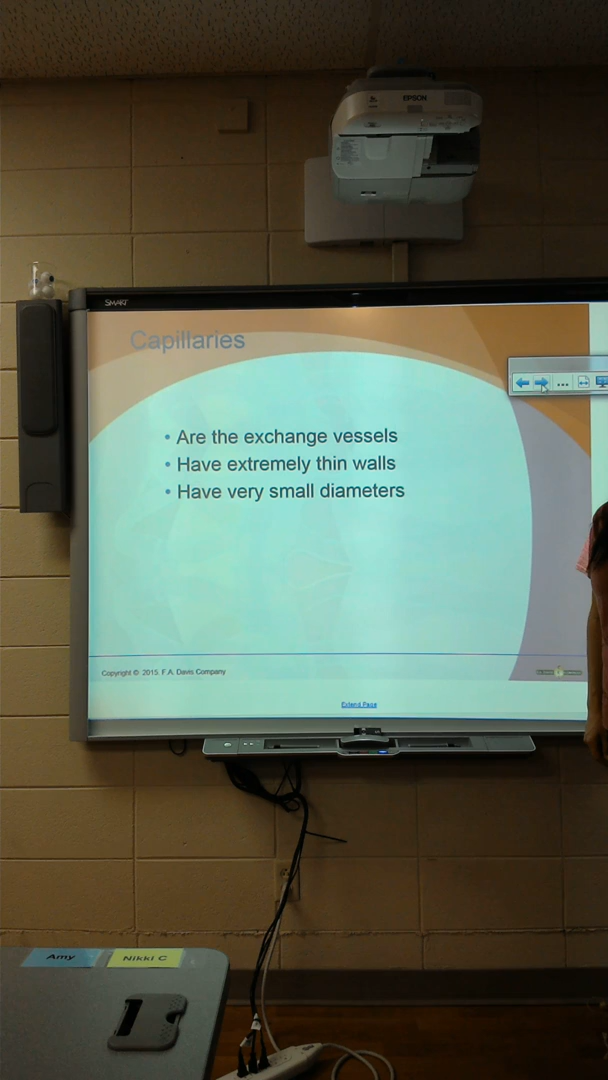 EPSON
SMART
Capillaries
• Are the exchange vessels
• Have extremely thin walls
• Have very small diameters
Copyright © 2015. F.A. Davis Company
Extend Page
Amy
Nikki C